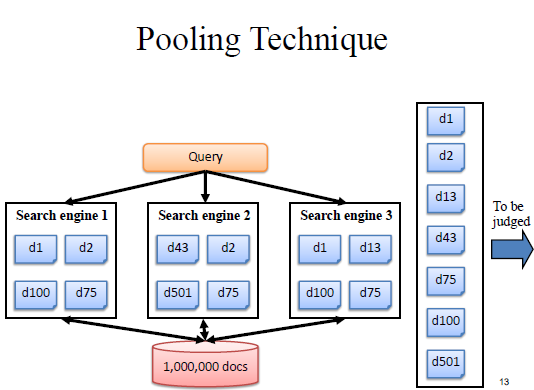 Pooling Technique
Query
Search engine 1
d1 d2
d100 d75
Search engine 2
d43 d2
d501 d75
Search engine 3
d1 d13
d100 d75
1,000,000 docs
d1
d2
d13
d43
d75
d100
d501
To be
judged
13